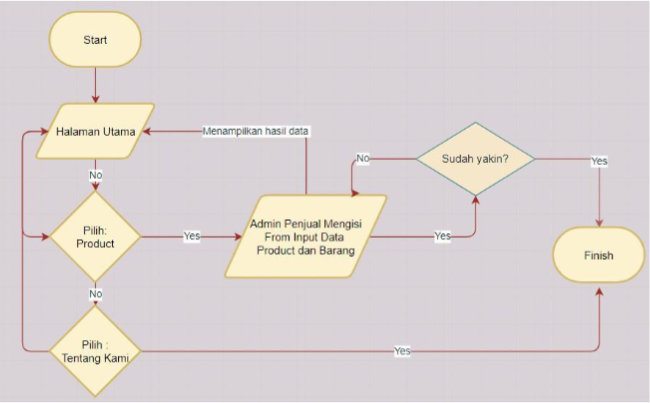 Start
Halaman Utama
Menampilkan hasil data
No
Sudah yakin?
Yes
No
Pilih:
Product
Yes
Admin Penjual Mengisi
From Input Data
Product dan Barang
Yes
Finish
No
Pilih :
Tentang Kami
Yes